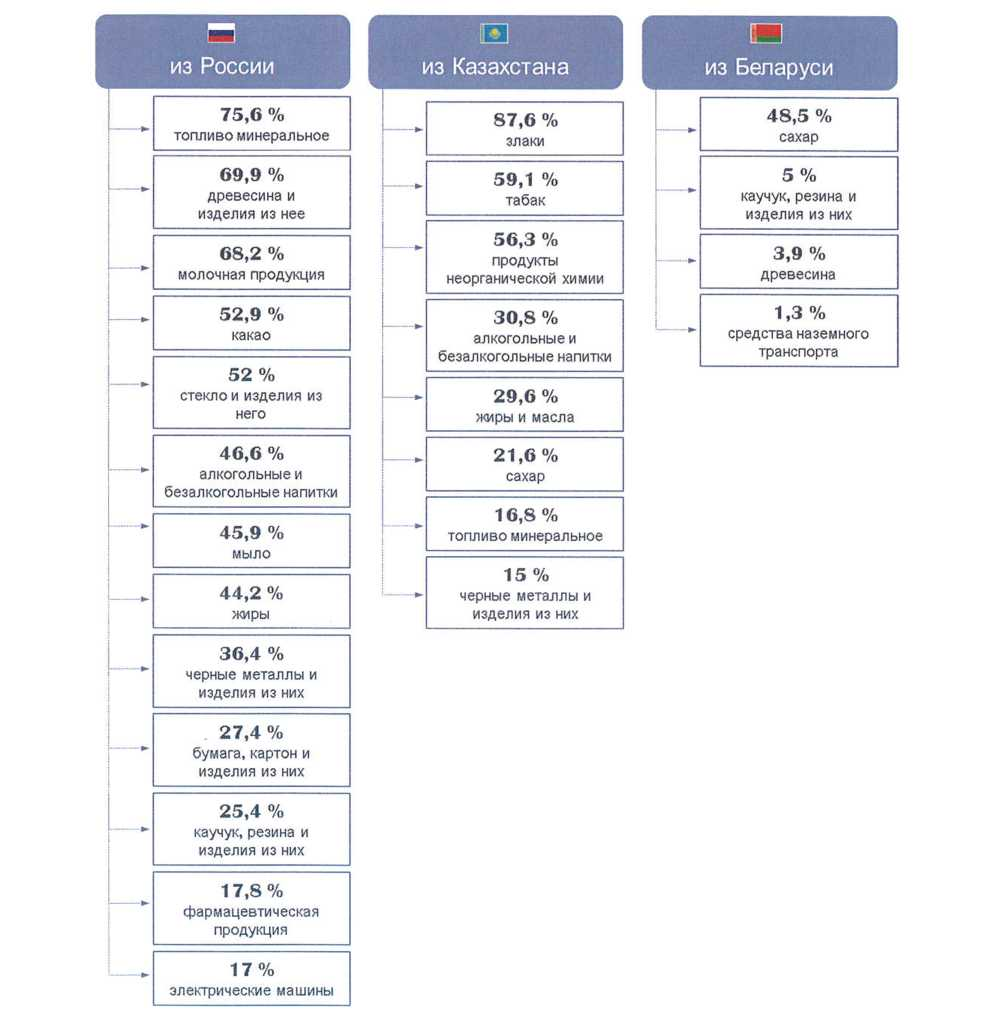 из России
75,6 %
топливо минеральное
69,9 %
древесина и
изделия из нее
68,2 %
молочная продукция
52,9 %
какао
52 %
стекло и изделия из
него
46,6 %
алкогольные и
безалкогольные напитки
45,9 %
мыло
44,2 %
жиры
36,4 %
черные металлы и
изделия из них
27,4 %
бумага, картон и
изделия из них
25,4 %
каучук, резина и
изделия из них
17,8 %
фармацевтическая
продукция
17 %
электрические машины
из Казахстана
87,6 %
злаки
59,1 %
табак
56,3 %
продукты
неорганической химии
30,8 %
алкогольные и
безалкогольные напитки
29,6 %
жиры и масла
21,6 %
сахар
16,8 %
топливо минеральное
15 %
черные металлы и
изделия из них
из Беларуси
48,5 %
сахар
5 %
каучук, резина и
изделия из них
3,9 %
древесина
1,3 %
средства наземного
транспорта